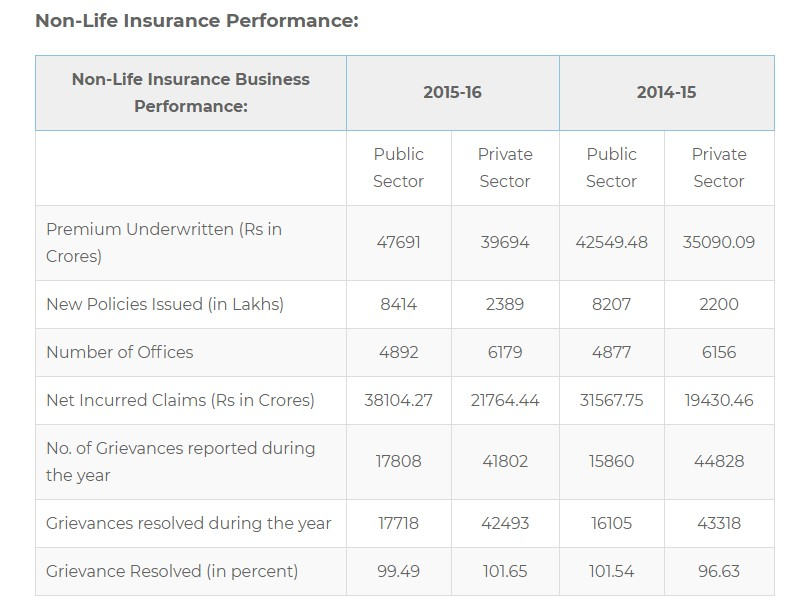 Non-Life Insurance Performance:
Non-Life Insurance Business
Performance:
2015-16
2014-15
Public
Sector
Private
Sector
Public
Sector
Private
Sector
Premium Underwritten (Rs in
Crores)
47691 39694 42549.48 35090.09
New Policies Issued (in Lakhs) 8414 2389 8207 2200
Number of Offices 4892 6179 4877 6156
Net Incurred Claims (Rs in Crores) 38104.27 21764.44 31567.75 19430.46
No. of Grievances reported during
the year
17808 41802 15860 44828
Grievances resolved during the year 17718 42493 16105 43318
Grievance Resolved (in percent) 99.49 101.65 101.54 96.63